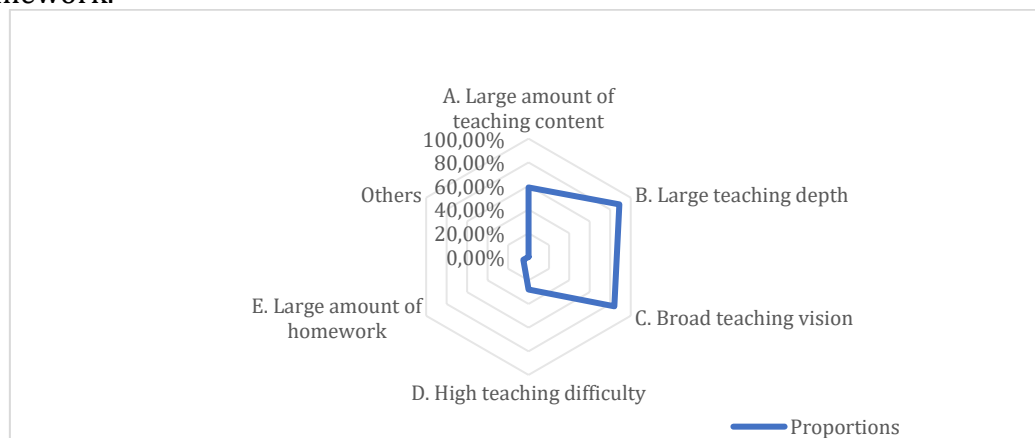 A. Large amount of
teaching content
100,00%
80,00%
60,00%
40,00%
20,00%
0,00%
Others
B. Large teaching depth
E. Large amount of
homework
C. Broad teaching vision
D. High teaching difficulty
Proportions